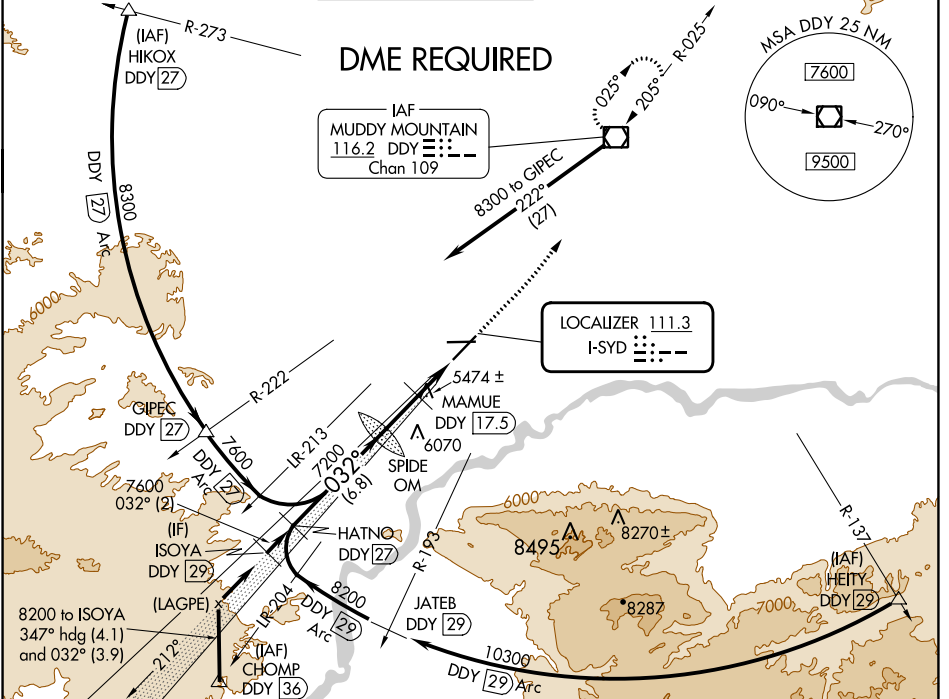 (IAF)
HIKOX
DDY 27
R-273
DME REQUIRED
IAF
MUDDY MOUNTAIN
116.2 DDY
Chan 109
025°
205°
R-025
8300 to GIPEC
222°
(27)
MSA DDY 25 NM
7600
090°
270°
9500
DDY 27 Arc
8300
6000
LOCALIZER 111.3
I-SYD
R-222
GIPEC
DDY 27
7600
DDY 27
Arc
LR-213
7200
032°
(6.8)
5474 ±
MAMUE
DDY 17.5
6070
SPIDE
OM
7600
032° (2)
(IF)
ISOYA
DDY 29
HATNO
DDY 27
R-193
6000
8495
8270 ±
R-137
(IAF)
HEITY
DDY 29
(LAGPE)
LR-204
8200
DDY 29
Arc
JATEB
DDY 29
8287
7000
8200 to ISOYA
347° hdg (4.1)
and 032° (3.9)
212°
(IAF)
CHOMP
DDY 36
10300
DDY 29 Arc